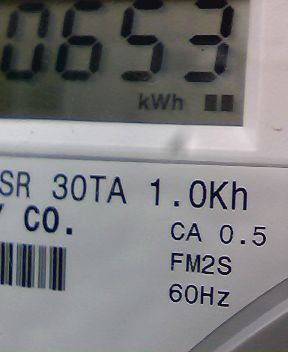 0653
kWh
SR 30TA 1.0Kh
Y CO.
CA 0.5
FM2S
60Hz